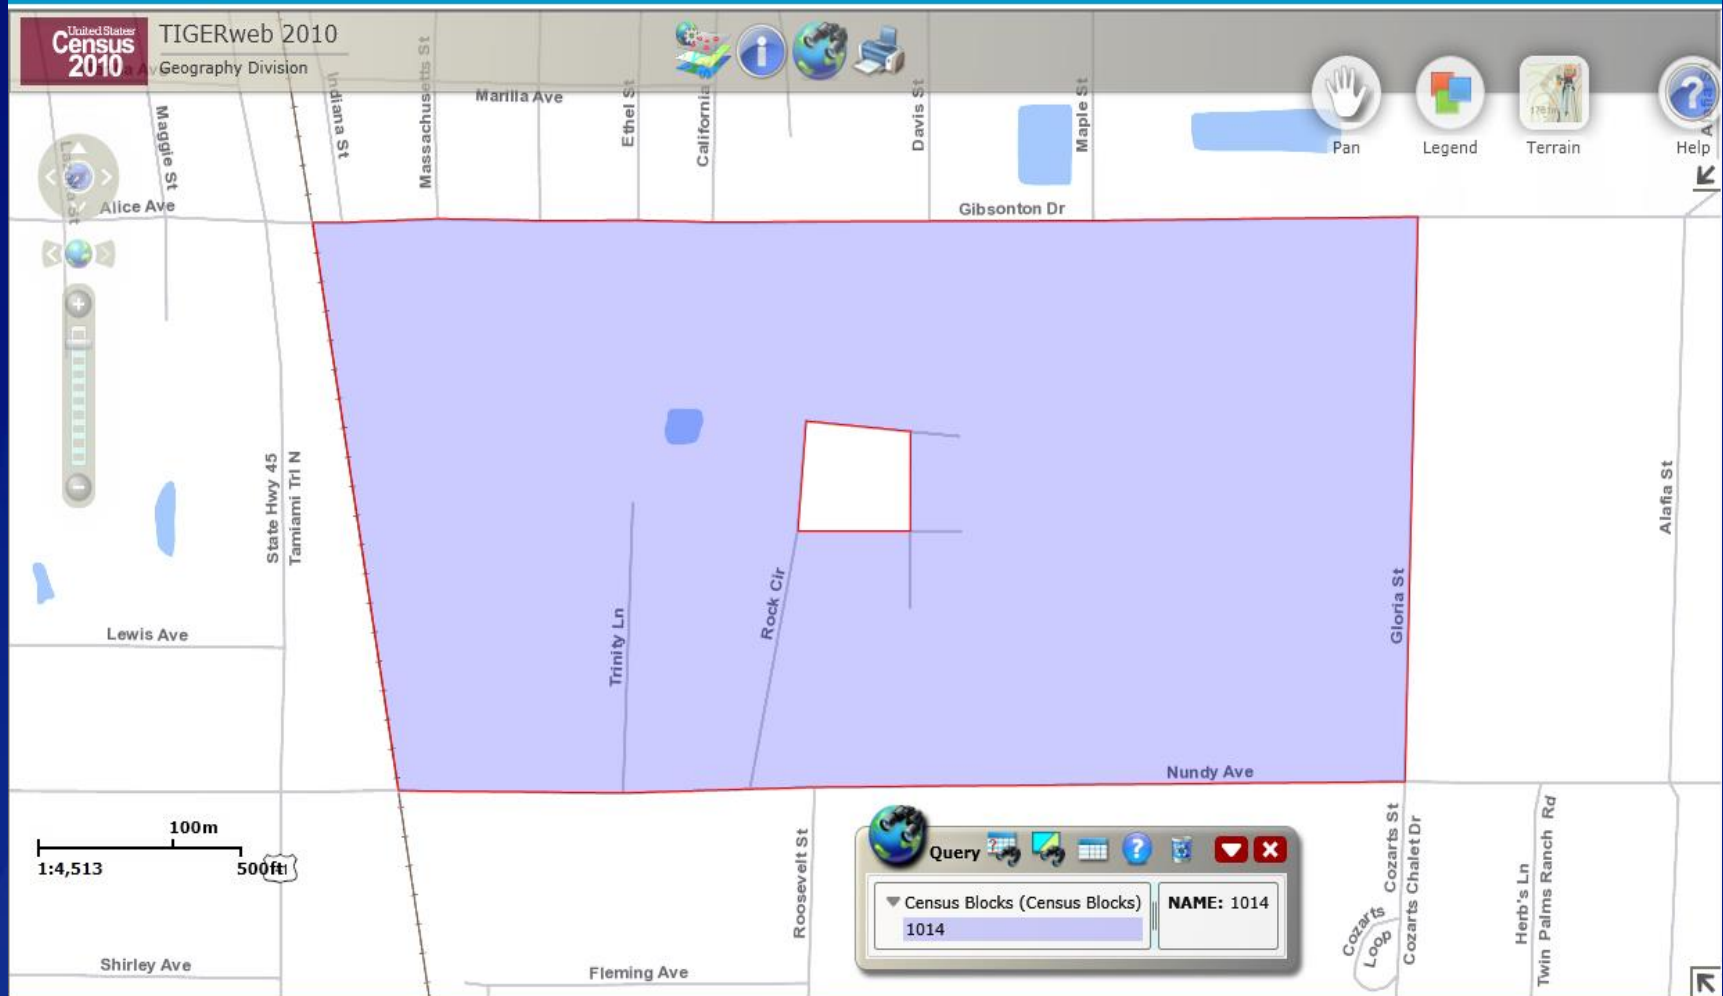 United States
Census
2010
TIGERweb 2010
Geography Division
Pan
Legend
Terrain
Help
Indiana St
Massachusetts St
Marilla Ave
Ethel St
California S
Davis St
Maple St
Maggie St
Alice Ave
Gibsonton Dr
State Hwy 45
Tamiami Trl N
Alafia St
Gloria St
Rock Cir
Trinity Ln
Lewis Ave
Nundy Ave
100m
1:4,513
500ft
Roosevelt St
Query
Census Blocks (Census Blocks)
1014
NAME: 1014
Cozarts St
Cozarts Chalet Dr
Cozarts
Loop
Herb's Ln
Twin Palms Ranch Rd
Shirley Ave
Fleming Ave